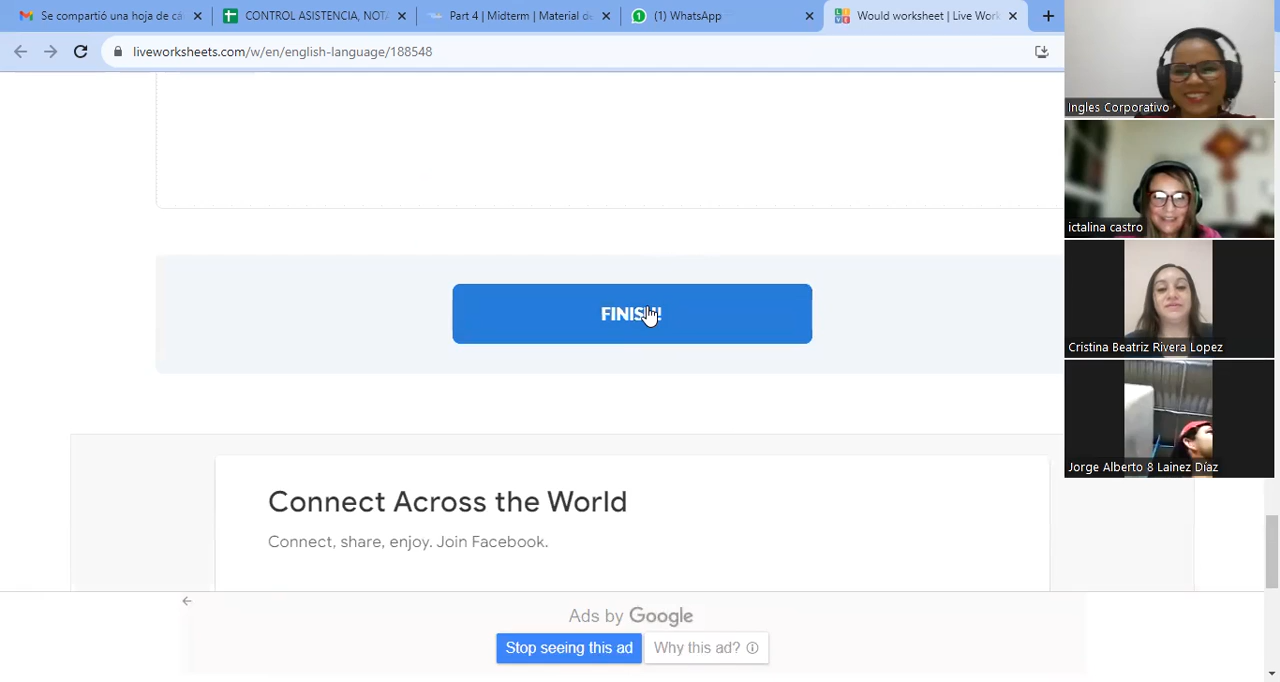 Se compartió una hoja de cá
CONTROL ASISTENCIA, NOTA
Part 4 | Midterm | Material de
(1) WhatsApp
Would worksheet | Live Work
liveworksheets.com/w/en/english-language/188548
FINISH!
Connect Across the World
Connect, share, enjoy. Join Facebook.
Ads by Google
Stop seeing this ad
Why this ad?
Ingles Corporativo
ictalina castro
Cristina Beatriz Rivera Lopez
Jorge Alberto 8 Lainez Díaz